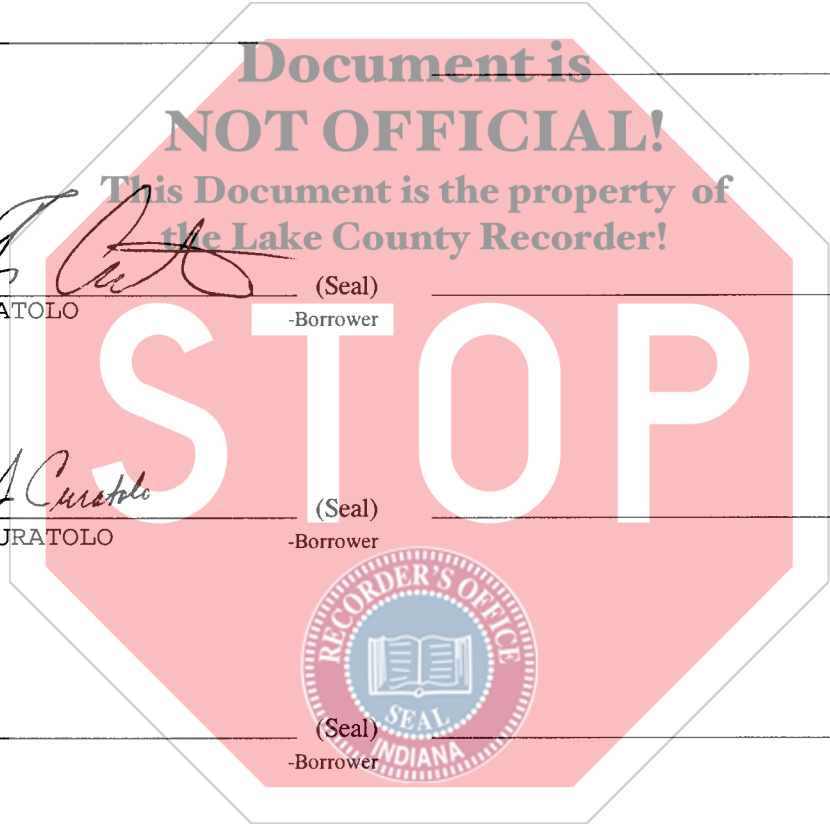 Document is
NOT OFFICIAL!
This Document is the property of
the Lake County Recorder!
(Seal)
ATOLO
-Borrower
STOP
Curatolo
(Seal)
URATOLO
-Borrower
RECORDER'S OFFICE
SEAL
INDIANA
(Seal)
-Borrower